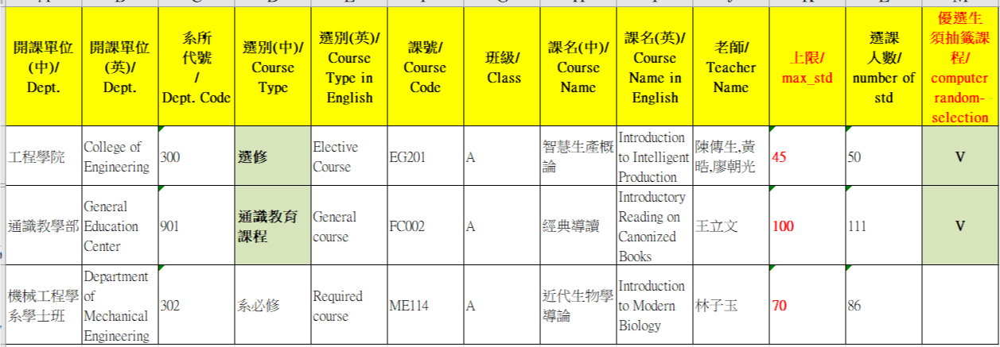 開課單位(中)/ Dept.
開課單位(英)/ Dept.
系所代號 / Dept. Code
選別(中)/ Course Type
選別(英)/ Course Type in English
課號/ Course Code
班級/ Class
課名(中)/ Course Name
課名(英)/ Course Name in English
老師/ Teacher Name
上限/ max_std
選課人數/ number of std
優選生須抽籤課程/ computer random-selection
工程學院
College of Engineering
300
選修
Elective Course
EG201
A
智慧生產概論
Introduction to Intelligent Production
陳傳生,黃晧,廖朝光
45
50
V
通識教學部
General Education Center
901
通識教育課程
General course
FC002
A
經典導讀
Introductory Reading on Canonized Books
王立文
100
111
V
機械工程學系學士班
Department of Mechanical Engineering
302
系必修
Required course
ME114
A
近代生物學導論
Introduction to Modern Biology
林子玉
70
86